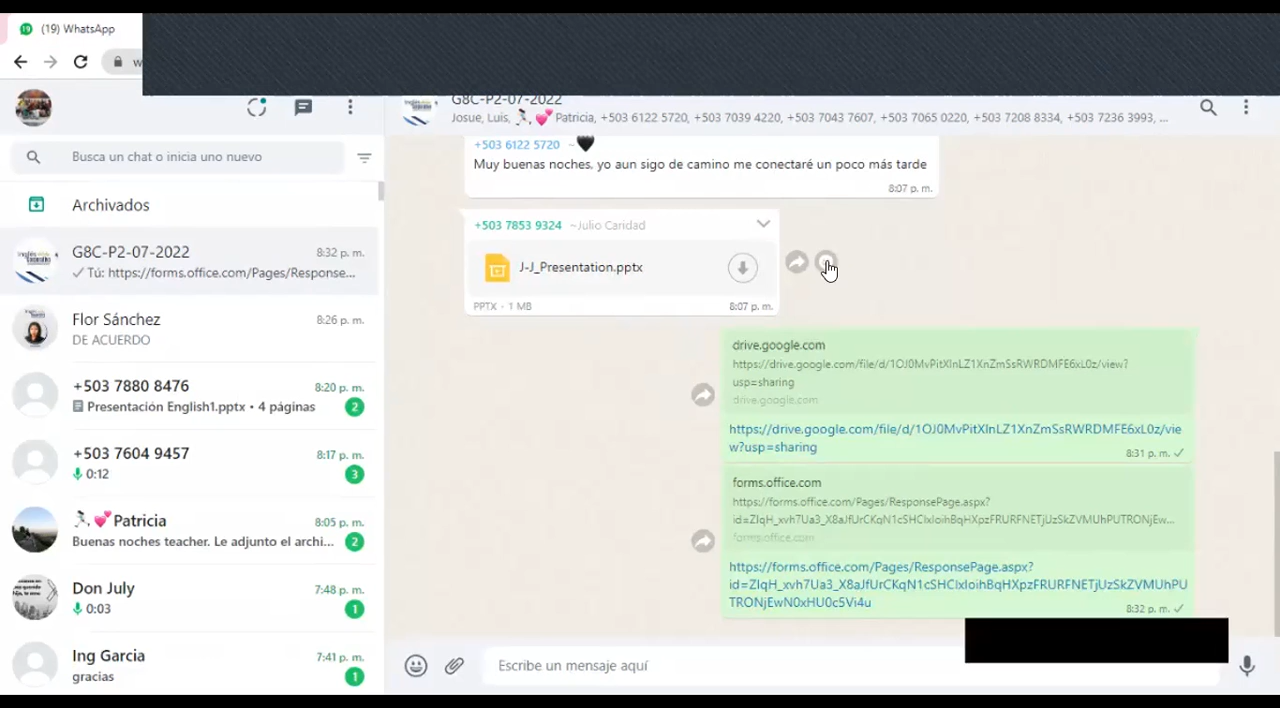 (19) WhatsApp
w
G8C-P2-07-2022
Josue, Luis, 🏃🏻, 💕 Patricia, +503 6122 5720, +503 7039 4220, +503 7043 7607, +503 7065 0220, +503 7208 8334, +503 7236 3993, ...
Busca un chat o inicia uno nuevo
Archivados
G8C-P2-07-2022
8:32 p. m.
Tú: https://forms.office.com/Pages/Response...
Flor Sánchez
8:26 p. m.
DE ACUERDO
+503 7880 8476
8:20 p. m.
Presentación English1.pptx • 4 páginas
2
+503 7604 9457
8:17 p. m.
0:12
3
🏃🏻, 💕 Patricia
8:05 p. m.
Buenas noches teacher. Le adjunto el archi...
2
Don July
7:48 p. m.
0:03
1
Ing Garcia
7:41 p. m.
gracias
1
+503 6122 5720 ~🖤
Muy buenas noches, yo aun sigo de camino me conectaré un poco más tarde
8:07 p. m.
+503 7853 9324 ~Julio Caridad
J-J_Presentation.pptx
PPTX • 1 MB
8:07 p. m.
drive.google.com
https://drive.google.com/file/d/1OJ0MvPitXlnLZ1XnZmSsRWRDMFE6xL0z/view?
usp=sharing
drive.google.com
https://drive.google.com/file/d/1OJ0MvPitXlnLZ1XnZmSsRWRDMFE6xL0z/vie
w?usp=sharing
8:31 p. m.
forms.office.com
https://forms.office.com/Pages/ResponsePage.aspx?
id=ZIqH_xvh7Ua3_X8aJfUrCKqN1cSHClxIoihBqHXpzFRURFNETjUzSkZVMUhPUTRONjEw...
forms.office.com
https://forms.office.com/Pages/ResponsePage.aspx?
id=ZIqH_xvh7Ua3_X8aJfUrCKqN1cSHClxIoihBqHXpzFRURFNETjUzSkZVMUhPU
TRONjEwN0xHU0c5Vi4u
8:32 p. m.
Escribe un mensaje aquí